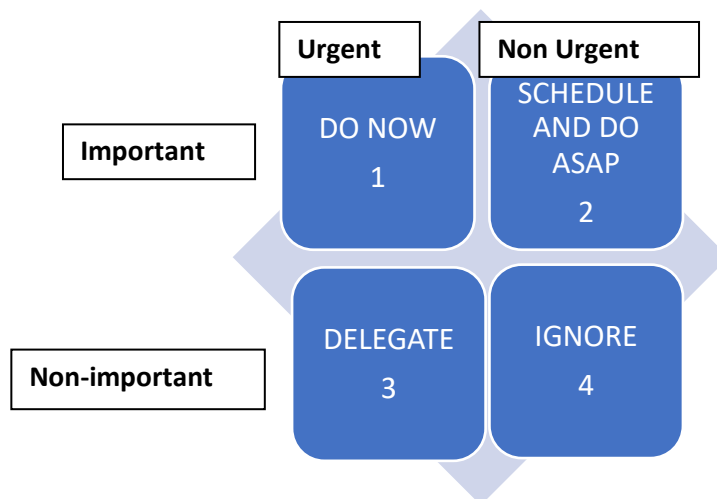 Urgent
Non Urgent
Important
DO NOW
1
SCHEDULE
AND DO
ASAP
2
Non-important
DELEGATE
3
IGNORE
4